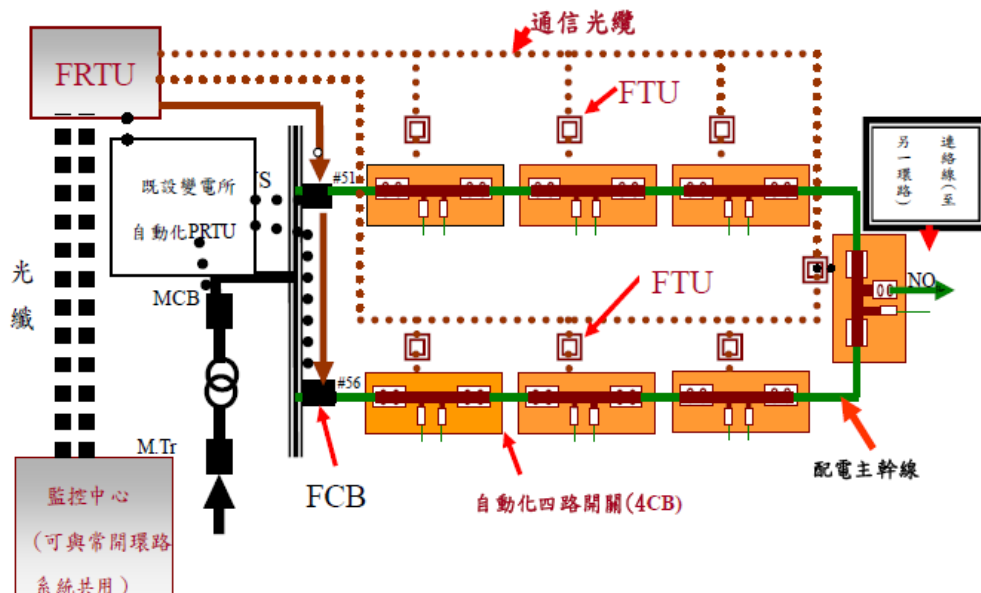 通信光纜
FRTU
FTU
連絡線(至
另一環路)
既設變電所
/S
#51
自動化PRTU
光
纖
MCB
FTU
NO
#56
M.Tr
FCB
配電主幹線
自動化四路開關(4CB)
監控中心
(可與常開環路
系統共用)